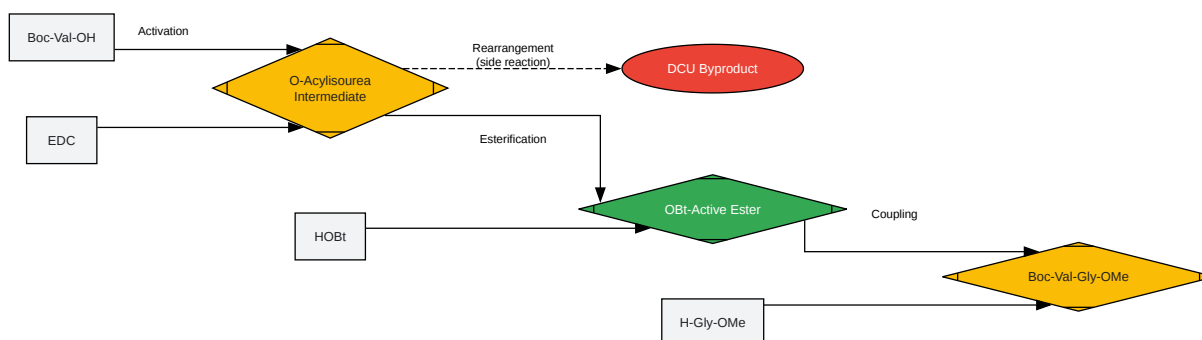 Boc-Val-OH
Activation
Rearrangement
(side reaction)
DCU Byproduct
O-Acylisourea
Intermediate
EDC
Esterification
OBt-Active Ester
HOBt
Coupling
Boc-Val-Gly-OMe
H-Gly-OMe